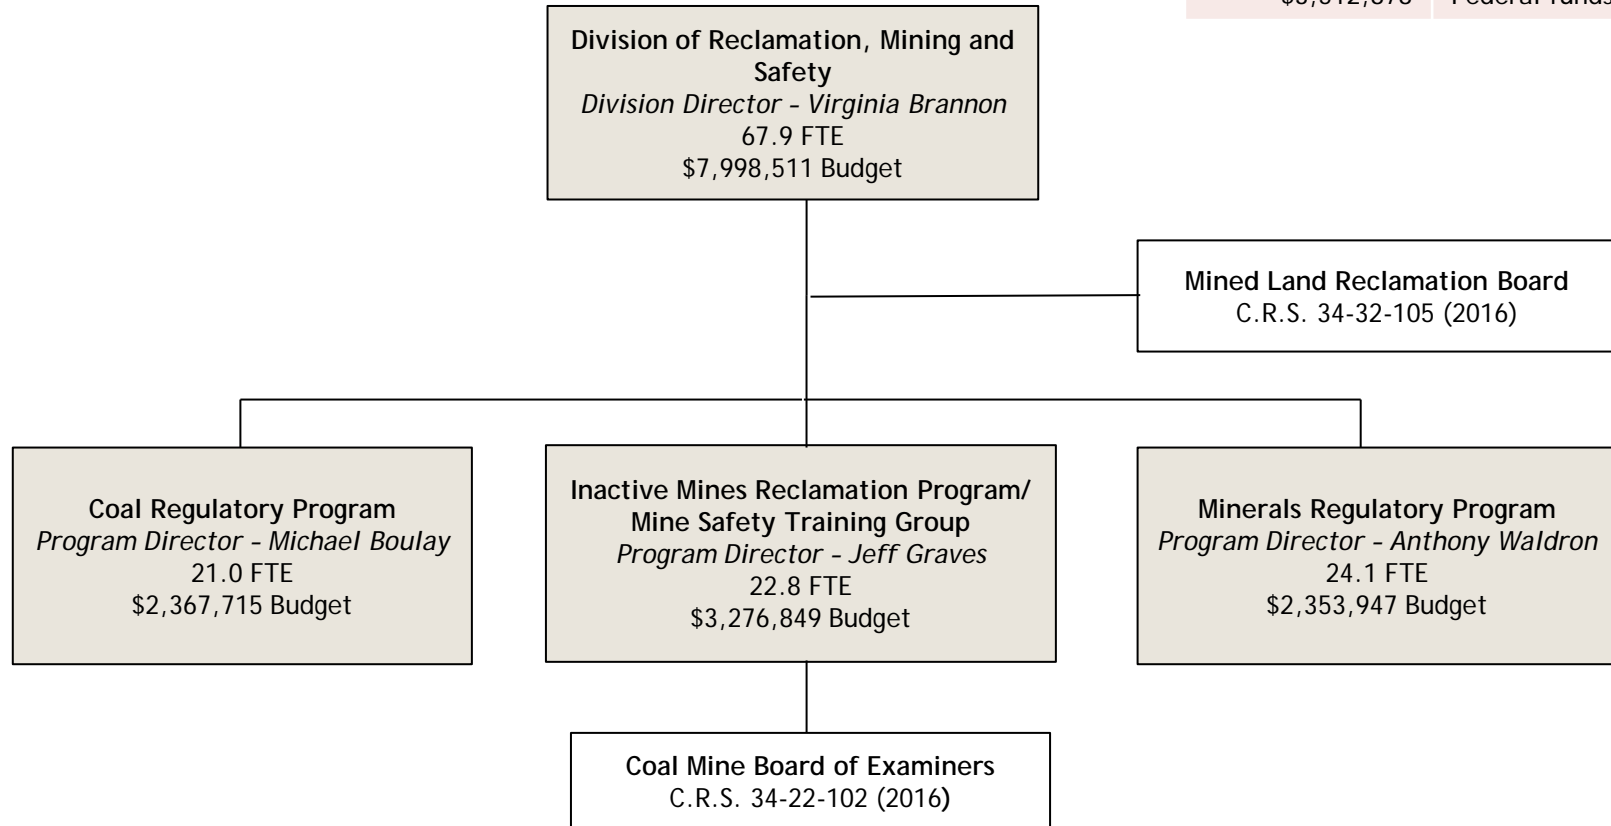 Federal funds
Division of Reclamation, Mining and
Safety
Division Director – Virginia Brannon
67.9 FTE
$7,998,511 Budget
Mined Land Reclamation Board
C.R.S. 34-32-105 (2016)
Coal Regulatory Program
Program Director – Michael Boulay
21.0 FTE
$2,367,715 Budget
Inactive Mines Reclamation Program/
Mine Safety Training Group
Program Director – Jeff Graves
22.8 FTE
$3,276,849 Budget
Minerals Regulatory Program
Program Director – Anthony Waldron
24.1 FTE
$2,353,947 Budget
Coal Mine Board of Examiners
C.R.S. 34-22-102 (2016)